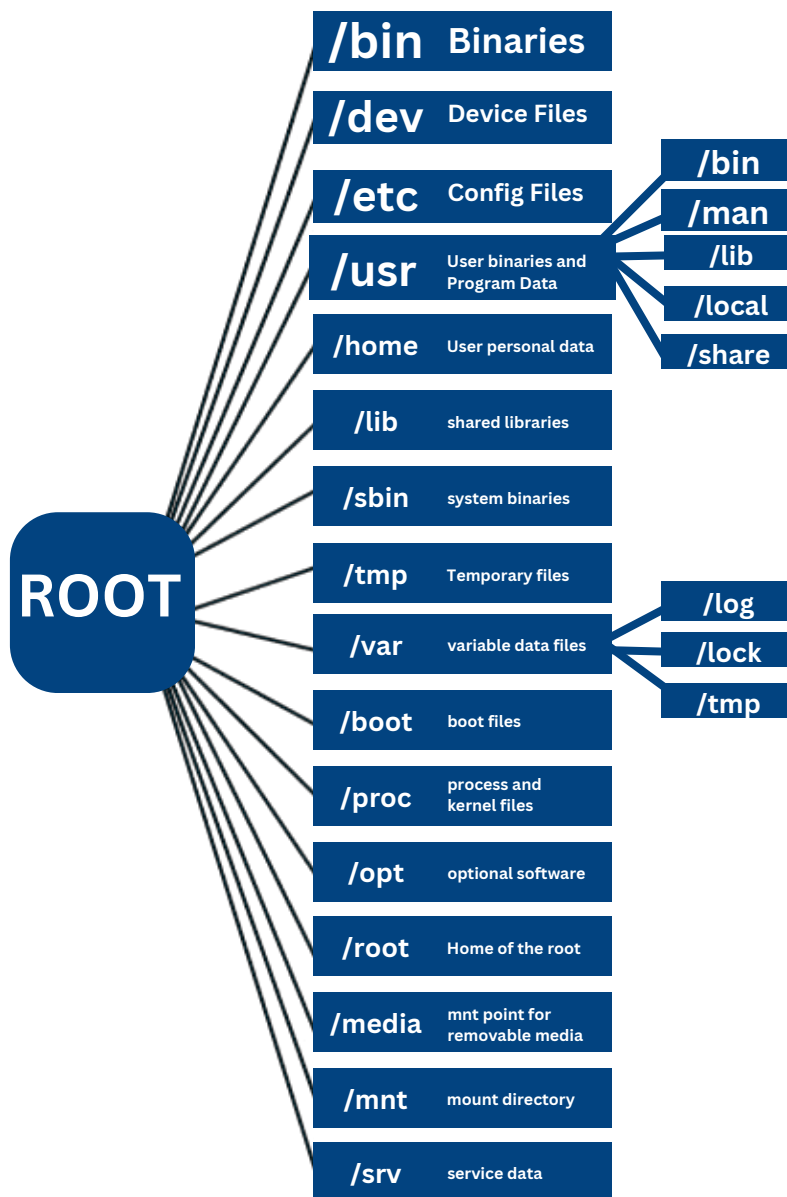 /bin Binaries
/dev Device Files
/etc Config Files
/usr User binaries and
Program Data
/bin
/man
/lib
/local
/share
/home User personal data
/lib shared libraries
/sbin system binaries
ROOT
/tmp Temporary files
/var variable data files
/log
/lock
/tmp
/boot boot files
/proc process and
kernel files
/opt optional software
/root Home of the root
/media mnt point for
removable media
/mnt mount directory
/srv service data